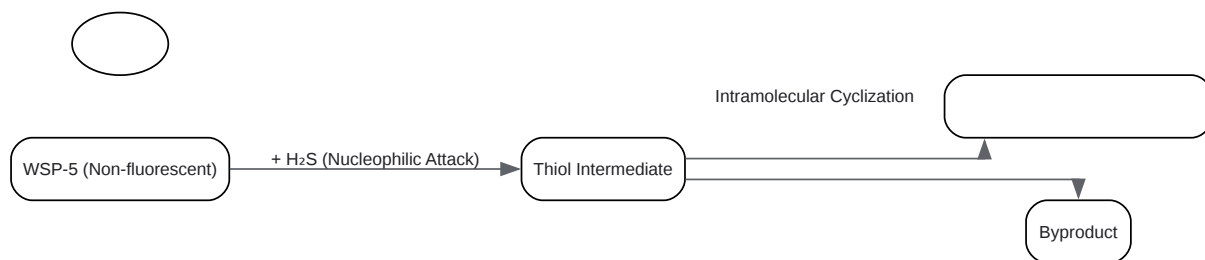 Intramolecular Cyclization
WSP-5 (Non-fluorescent)
+ H₂S (Nucleophilic Attack)
Thiol Intermediate
Byproduct